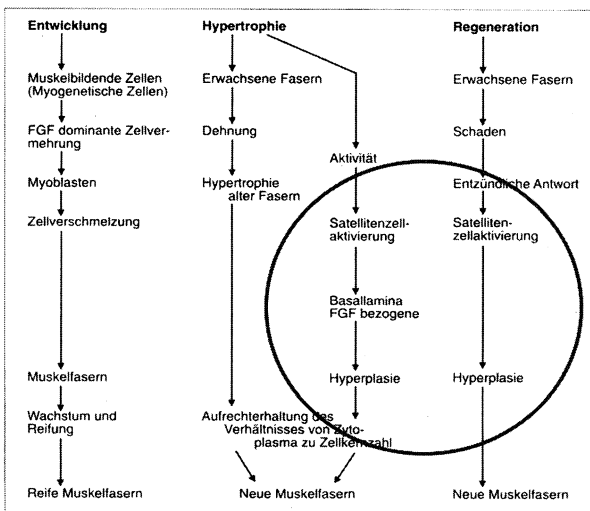 Entwicklung
Muskelbildende Zellen
(Myogenetische Zellen)
FGF dominante Zellver-
mehrung
Myoblasten
Zellverschmelzung
Muskelfasern
Wachstum und
Reifung
Reife Muskelfasern
Hypertrophie
Erwachsene Fasern
Dehnung
Hypertrophie
alter Fasern
Aktivität
Satellitenzell-
aktivierung
Basallamina
FGF bezogene
Hyperplasie
Aufrechterhaltung des
Verhältnisses von Zyto-
plasma zu Zellkernzahl
Neue Muskelfasern
Regeneration
Erwachsene Fasern
Schaden
Entzündliche Antwort
Satelliten-
zellaktivierung
Hyperplasie
Neue Muskelfasern